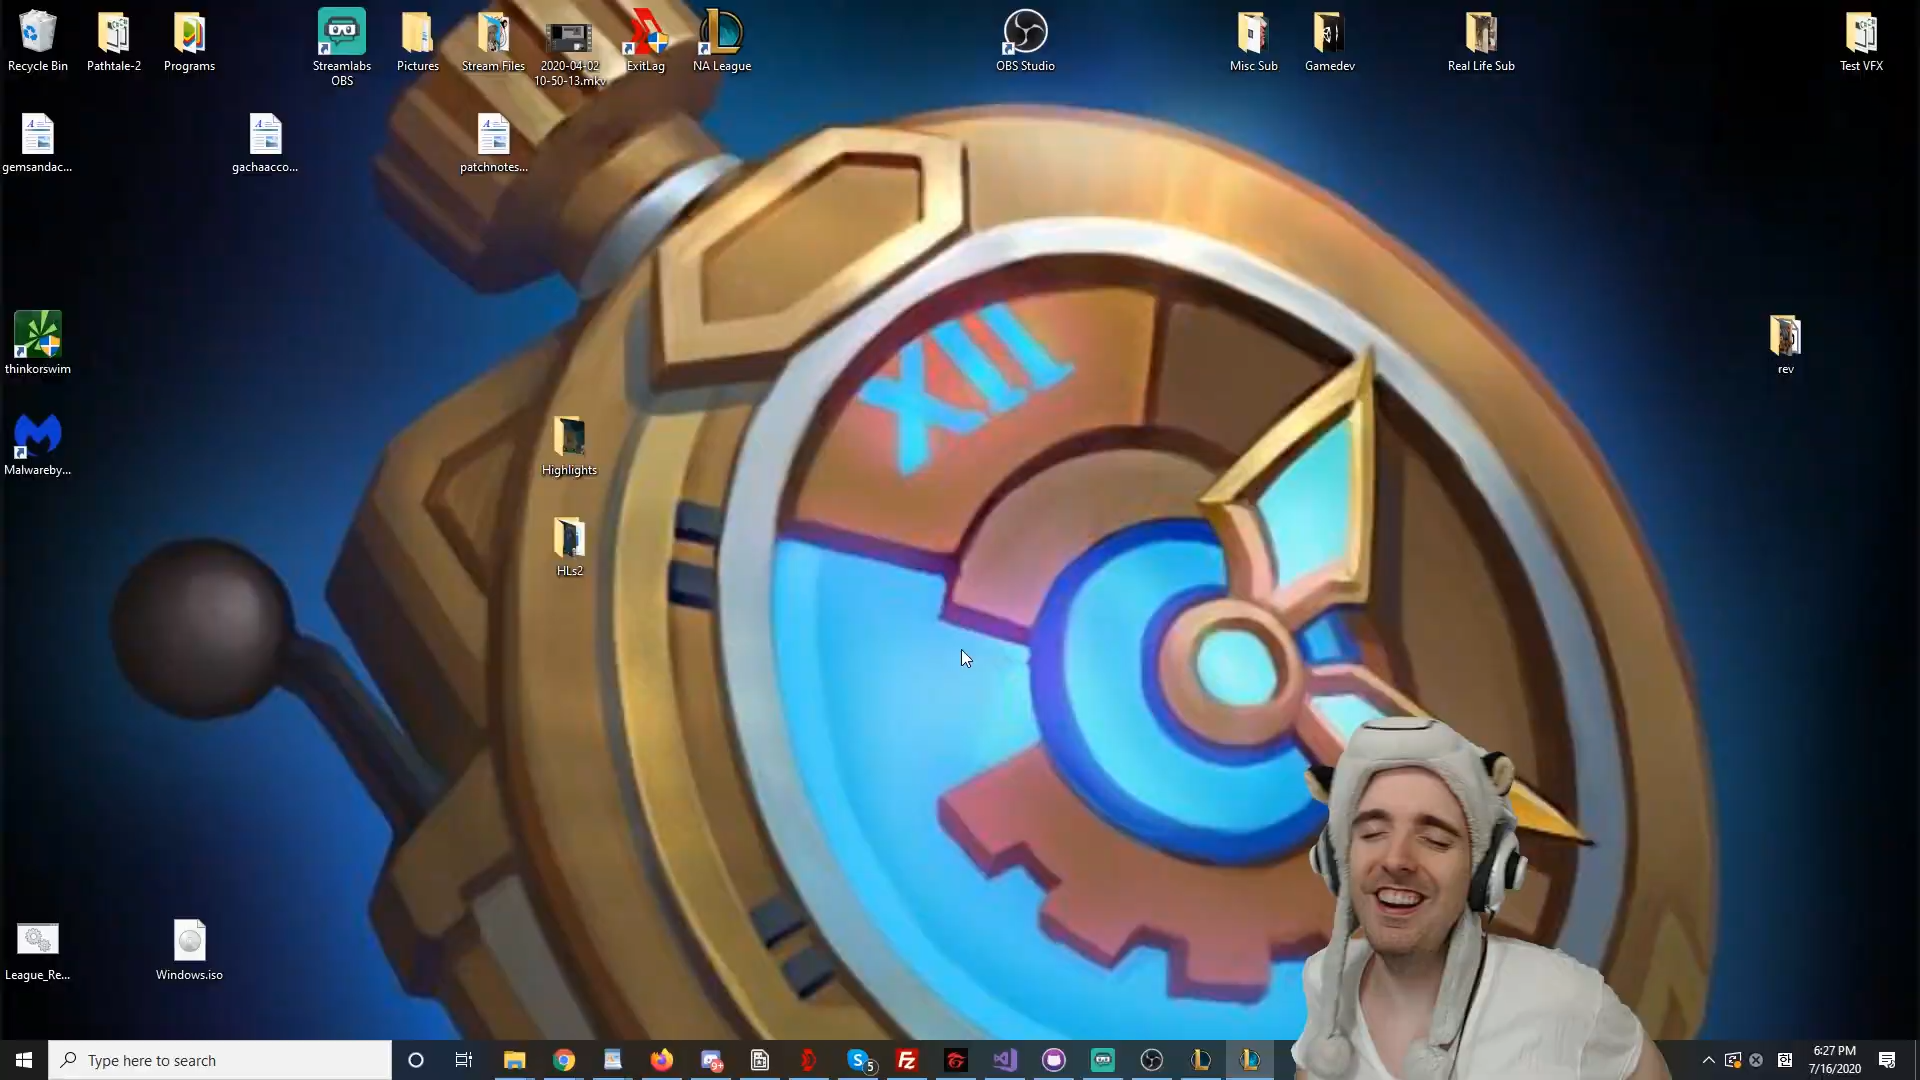 Recycle Bin
Pathtale-2
Programs
Streamlabs
OBS
Pictures
Stream Files
2020-04-02
10-50-13.mkv
ExitLag
NA League
OBS Studio
Misc Sub
Gamedev
Real Life Sub
Test VFX
gemsandac...
gachaacco...
patchnotes...
XII
thinkorswim
rev
Malwareby...
Highlights
HLs2
League_Re...
Windows.iso
Type here to search
9+
5
6:27 PM
7/16/2020